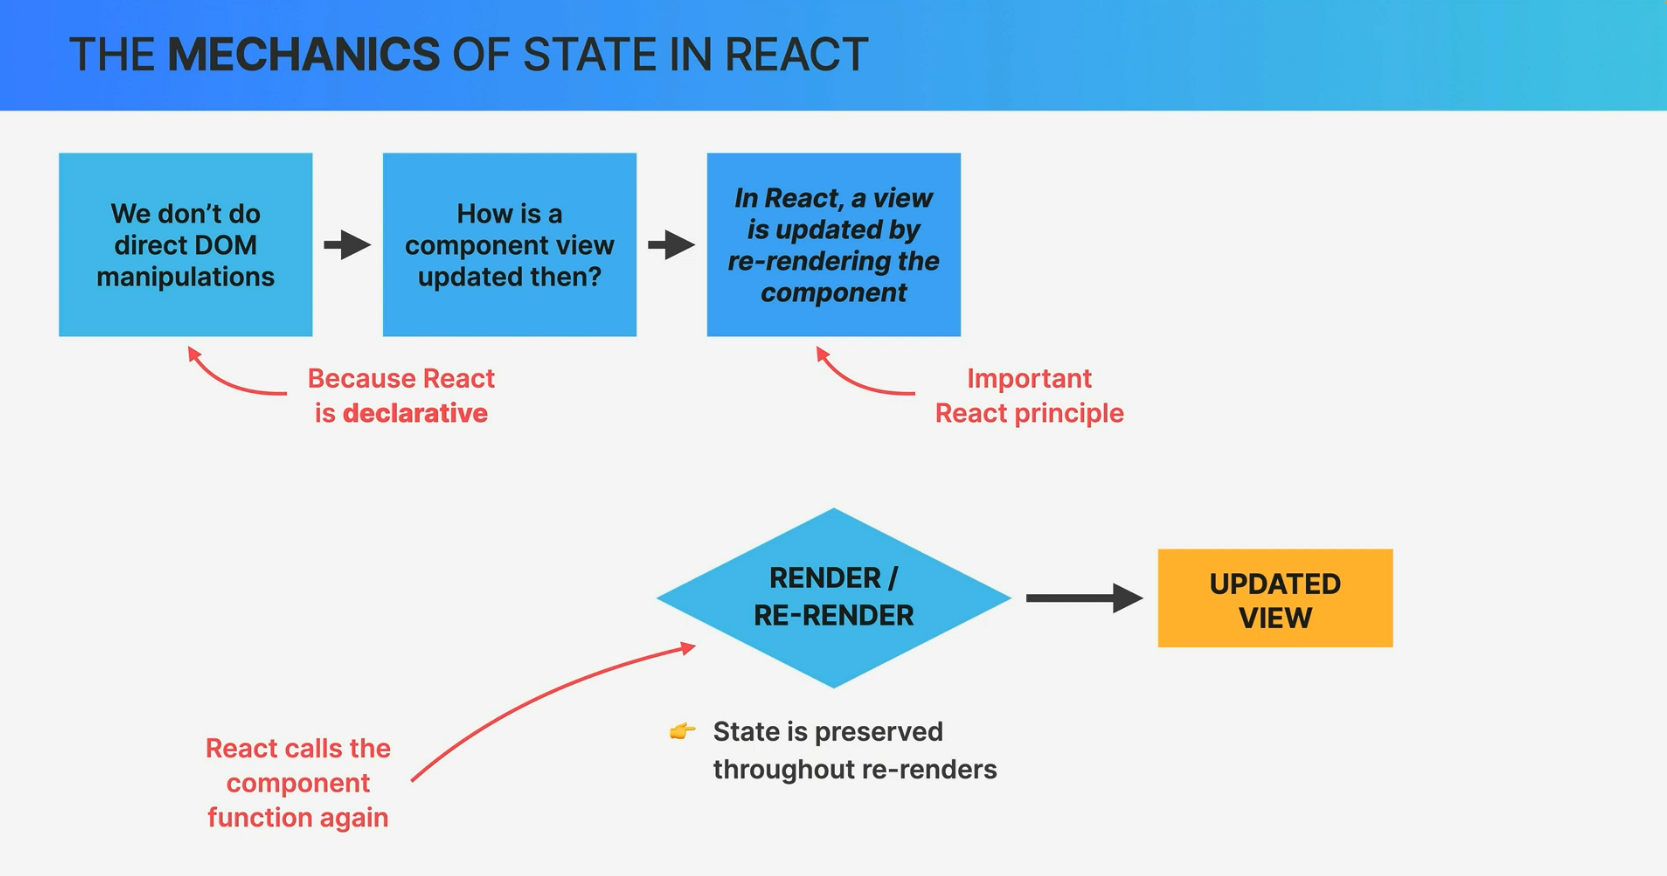 THE MECHANICS OF STATE IN REACT
We don’t do
direct DOM
manipulations
How is a
component view
updated then?
In React, a view
is updated by
re-rendering the
component
Because React
is declarative
Important
React principle
RENDER /
RE-RENDER
UPDATED
VIEW
👉 State is preserved
throughout re-renders
React calls the
component
function again